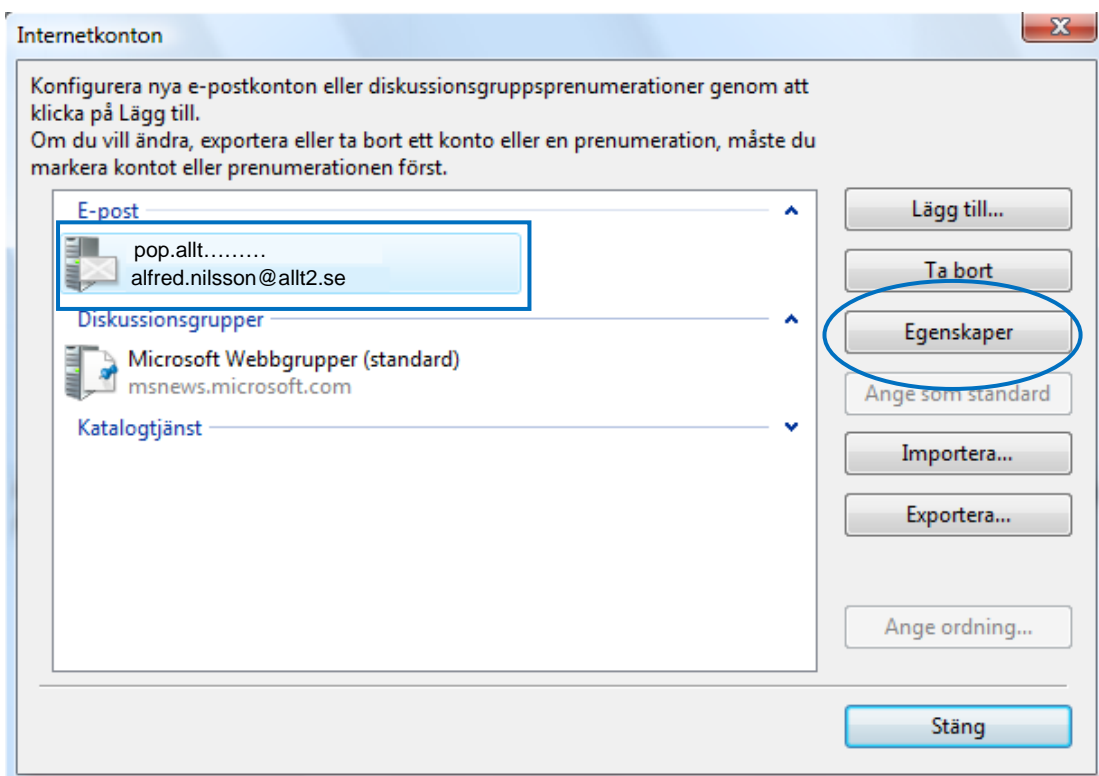 Internetkonton
Konfigurera nya e-postkonton eller diskussionsgruppsprenumerationer genom att
klicka på Lägg till.
Om du vill ändra, exportera eller ta bort ett konto eller en prenumeration, måste du
markera kontot eller prenumerationen först.
E-post
pop.allt………
alfred.nilsson@allt2.se
Diskussionsgrupper
Microsoft Webbgrupper (standard)
msnews.microsoft.com
Katalogtjänst
Lägg till...
Ta bort
Egenskaper
Ange som standard
Importera...
Exportera...
Ange ordning...
Stäng